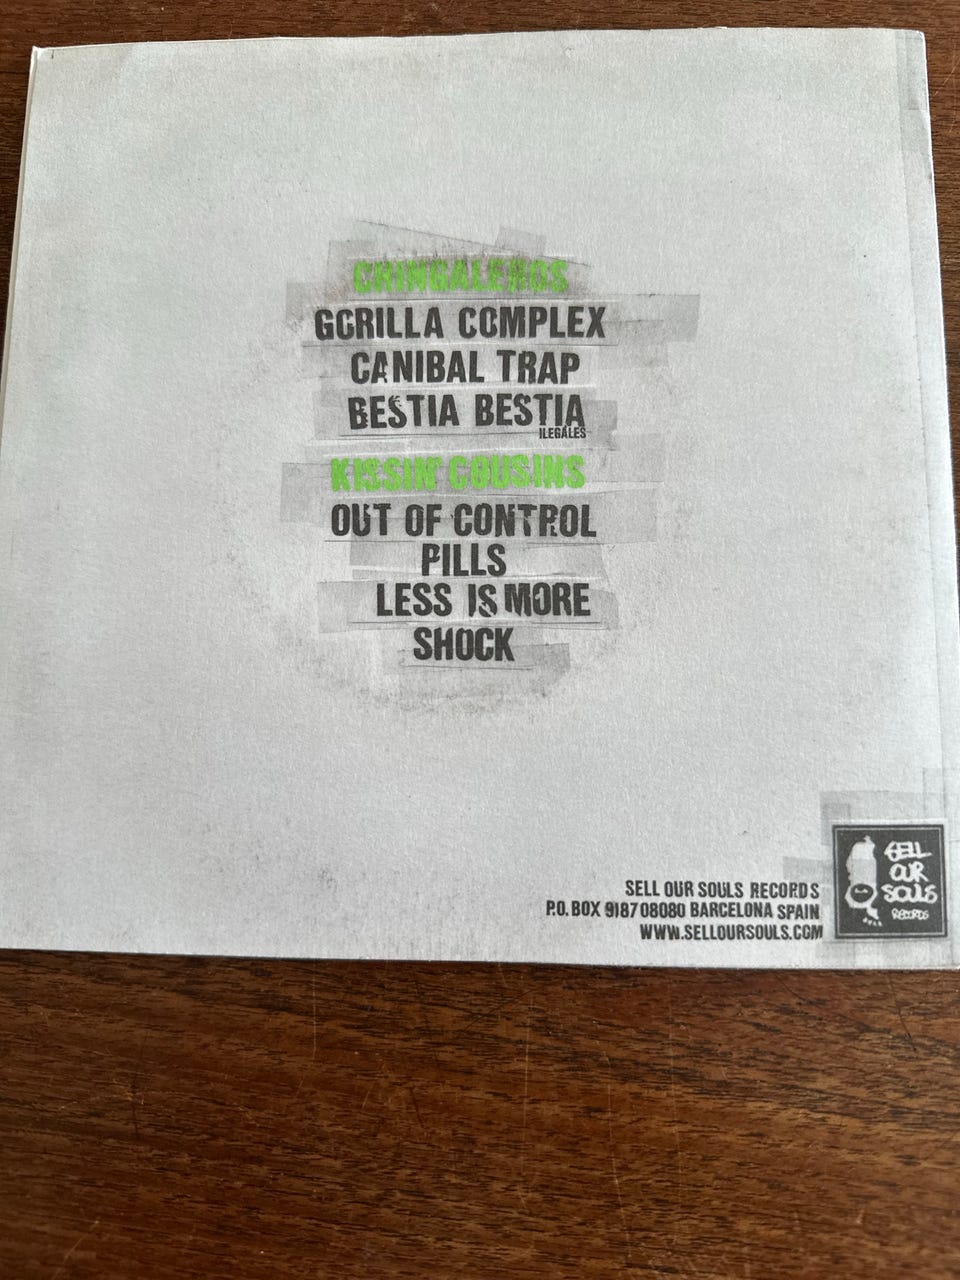 CHINGALEROS
GORILLA COMPLEX
CANIBAL TRAP
BESTIA BESTIA
ILEGALES
KISSIN' COUSINS
OUT OF CONTROL
PILLS
LESS IS MORE
SHOCK
SELL OUR SOULS RECORDS
P.O. BOX 9187 08080 BARCELONA SPAIN
WWW.SELLOURSOULS.COM
SELL
OUR
SOULS
RECORDS